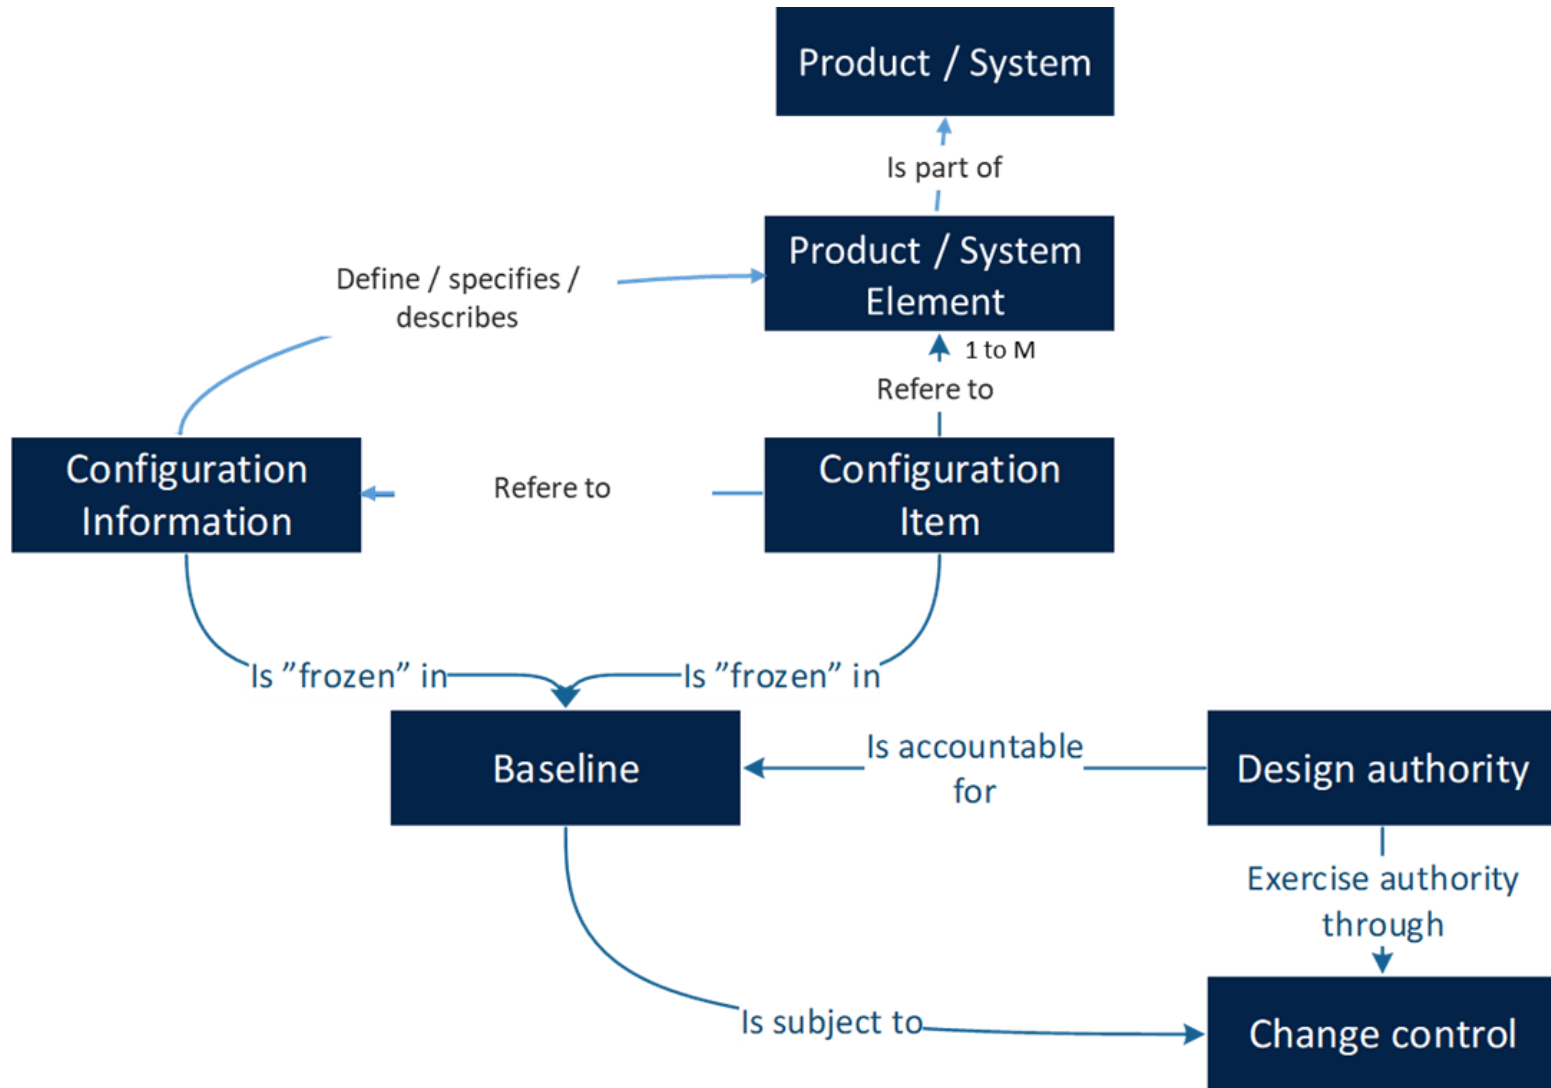 Product / System
Is part of
Product / System
Element
Define / specifies /
describes
1 to M
Refere to
Configuration
Information
Refere to
Configuration
Item
Is ”frozen” in
Is ”frozen” in
Baseline
Is accountable
for
Design authority
Exercise authority
through
Is subject to
Change control